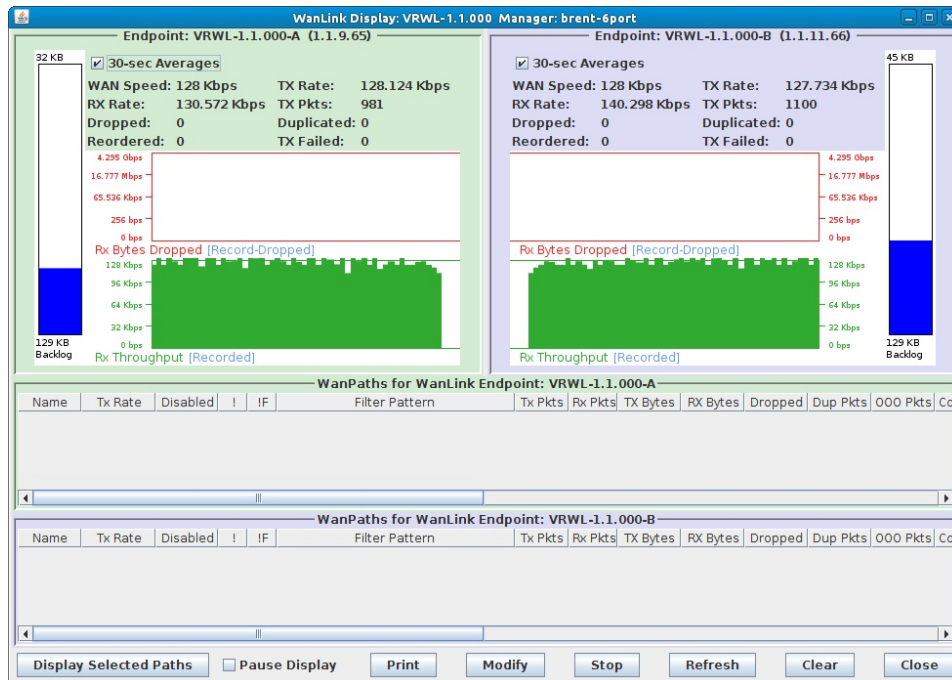 WanLink Display: VRWL-1.1.000 Manager: brent-6port
Endpoint: VRWL-1.1.000-A (1.1.9.65)
32 KB
30-sec Averages
WAN Speed: 128 Kbps TX Rate: 128.124 Kbps
RX Rate: 130.572 Kbps TX Pkts: 981
Dropped: 0 Duplicated: 0
Reordered: 0 TX Failed: 0
4.295 Gbps
16.777 Mbps
65.536 Kbps
256 bps
0 bps
Rx Bytes Dropped [Record-Dropped]
128 Kbps
96 Kbps
64 Kbps
32 Kbps
0 bps
129 KB
Backlog
Rx Throughput [Recorded]
Endpoint: VRWL-1.1.000-B (1.1.11.66)
45 KB
30-sec Averages
WAN Speed: 128 Kbps TX Rate: 127.734 Kbps
RX Rate: 140.298 Kbps TX Pkts: 1100
Dropped: 0 Duplicated: 0
Reordered: 0 TX Failed: 0
4.295 Gbps
16.777 Mbps
65.536 Kbps
256 bps
0 bps
Rx Bytes Dropped [Record-Dropped]
128 Kbps
96 Kbps
64 Kbps
32 Kbps
0 bps
129 KB
Backlog
Rx Throughput [Recorded]
WanPaths for WanLink Endpoint: VRWL-1.1.000-A
Name Tx Rate Disabled ! !F Filter Pattern Tx Pkts Rx Pkts TX Bytes RX Bytes Dropped Dup Pkts OOO Pkts Co
WanPaths for WanLink Endpoint: VRWL-1.1.000-B
Name Tx Rate Disabled ! !F Filter Pattern Tx Pkts Rx Pkts TX Bytes RX Bytes Dropped Dup Pkts OOO Pkts Co
Display Selected Paths Pause Display Print Modify Stop Refresh Clear Close